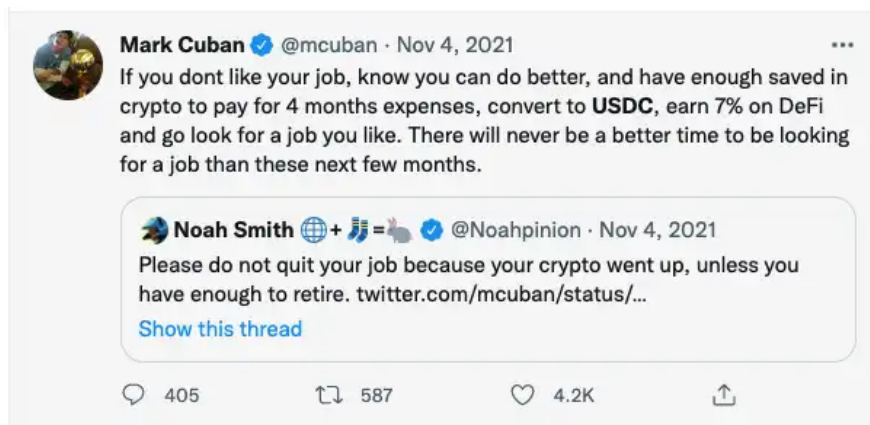 Mark Cuban @mcuban · Nov 4, 2021
If you dont like your job, know you can do better, and have enough saved in
crypto to pay for 4 months expenses, convert to USDC, earn 7% on DeFi
and go look for a job you like. There will never be a better time to be looking
for a job than these next few months.
Noah Smith 🌐+🧦=🐇 @Noahpinion · Nov 4, 2021
Please do not quit your job because your crypto went up, unless you
have enough to retire. twitter.com/mcuban/status/...
Show this thread
405 587 4.2K